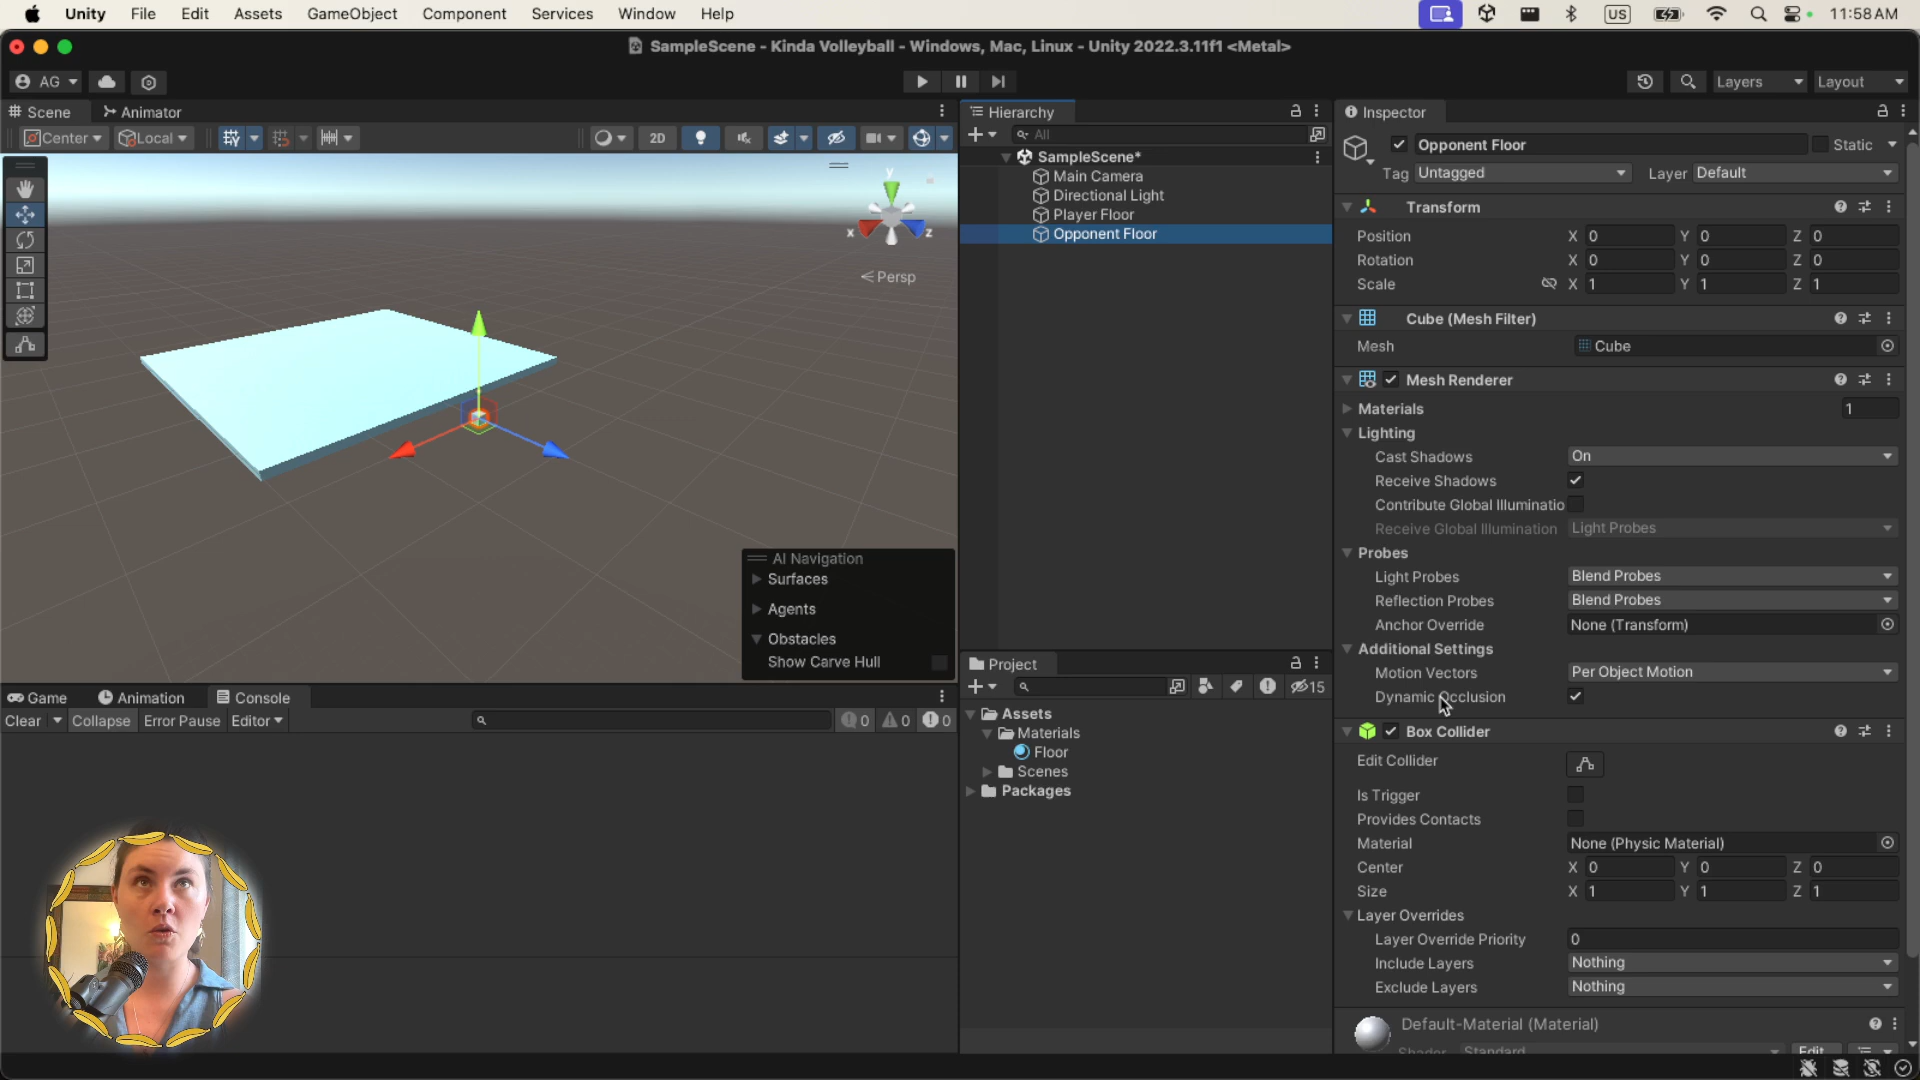 Unity File Edit Assets GameObject Component Services Window Help US 11:58 AM
SampleScene - Kinda Volleyball - Windows, Mac, Linux - Unity 2022.3.11f1 <Metal>
AG Layers Layout
Scene Animator
Center Local 2D
y
x
z
Persp
AI Navigation
Surfaces
Agents
Obstacles
Show Carve Hull
Game Animation Console
Clear Collapse Error Pause Editor 0 0 0
Hierarchy
All
SampleScene*
Main Camera
Directional Light
Player Floor
Opponent Floor
Project
15
Assets
Materials
Floor
Scenes
Packages
Inspector
Opponent Floor Static
Tag Untagged Layer Default
Transform
Position X 0 Y 0 Z 0
Rotation X 0 Y 0 Z 0
Scale X 1 Y 1 Z 1
Cube (Mesh Filter)
Mesh Cube
Mesh Renderer
Materials 1
Lighting
Cast Shadows On
Receive Shadows
Contribute Global Illuminatio
Receive Global Illumination Light Probes
Probes
Light Probes Blend Probes
Reflection Probes Blend Probes
Anchor Override None (Transform)
Additional Settings
Motion Vectors Per Object Motion
Dynamic Occlusion
Box Collider
Edit Collider
Is Trigger
Provides Contacts
Material None (Physic Material)
Center X 0 Y 0 Z 0
Size X 1 Y 1 Z 1
Layer Overrides
Layer Override Priority 0
Include Layers Nothing
Exclude Layers Nothing
Default-Material (Material)
Shader Standard Edit